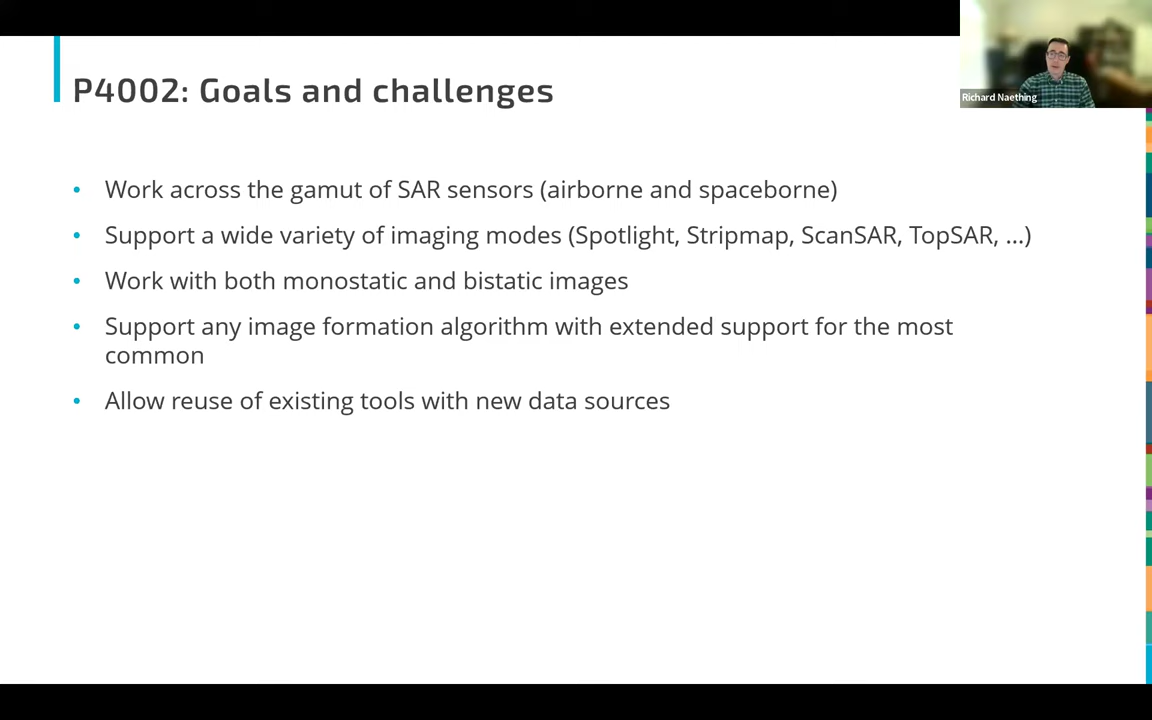 P4002: Goals and challenges
Richard Naething
• Work across the gamut of SAR sensors (airborne and spaceborne)
• Support a wide variety of imaging modes (Spotlight, Stripmap, ScanSAR, TopSAR, ...)
• Work with both monostatic and bistatic images
• Support any image formation algorithm with extended support for the most
common
• Allow reuse of existing tools with new data sources